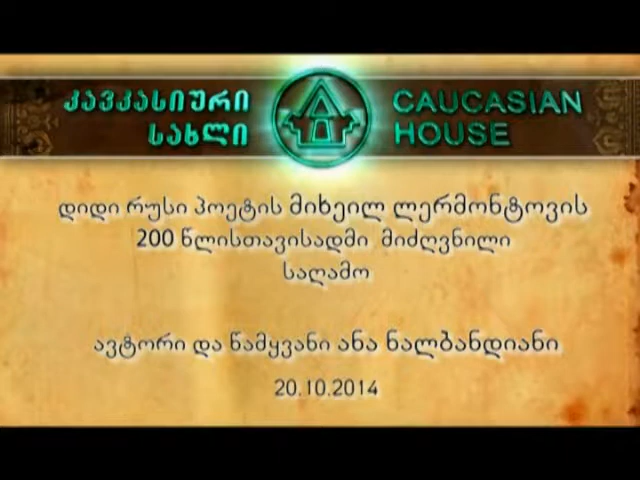 კავკასიური
სახლი
CAUCASIAN
HOUSE
დიდი რუსი პოეტის მიხეილ ლერმონტოვის
200 წლისთავისადმი მიძღვნილი
საღამო
ავტორი და წამყვანი ანა ნალბანდიანი
20.10.2014